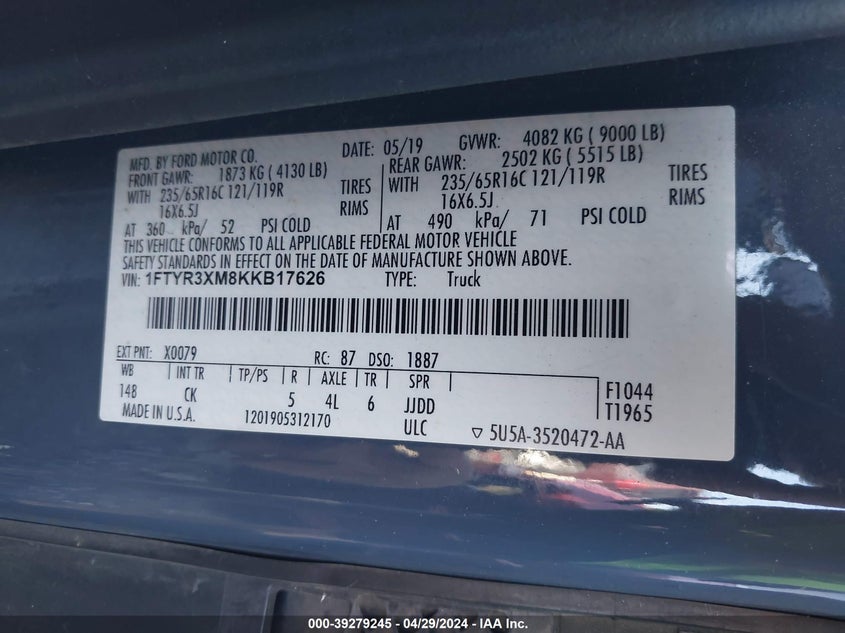 MFD. BY FORD MOTOR CO. DATE: 05/19 GVWR: 4082 KG ( 9000 LB)
FRONT GAWR: 1873 KG ( 4130 LB) REAR GAWR: 2502 KG ( 5515 LB)
WITH 235/65R16C 121/119R TIRES WITH 235/65R16C 121/119R TIRES
16X6.5J RIMS 16X6.5J RIMS
AT 360 kPa/ 52 PSI COLD AT 490 kPa/ 71 PSI COLD
THIS VEHICLE CONFORMS TO ALL APPLICABLE FEDERAL MOTOR VEHICLE
SAFETY STANDARDS IN EFFECT ON THE DATE OF MANUFACTURE SHOWN ABOVE.
VIN: 1FTYR3XM8KKB17626 TYPE: Truck
EXT PNT: X0079 RC: 87 DSO: 1887
WB INT TR TP/PS R AXLE TR SPR F1044
148 CK 5 4L 6 JJDD T1965
MADE IN U.S.A. 1201905312170 ULC ▽ 5U5A-3520472-AA
000-39279245 - 04/29/2024 - IAA Inc.